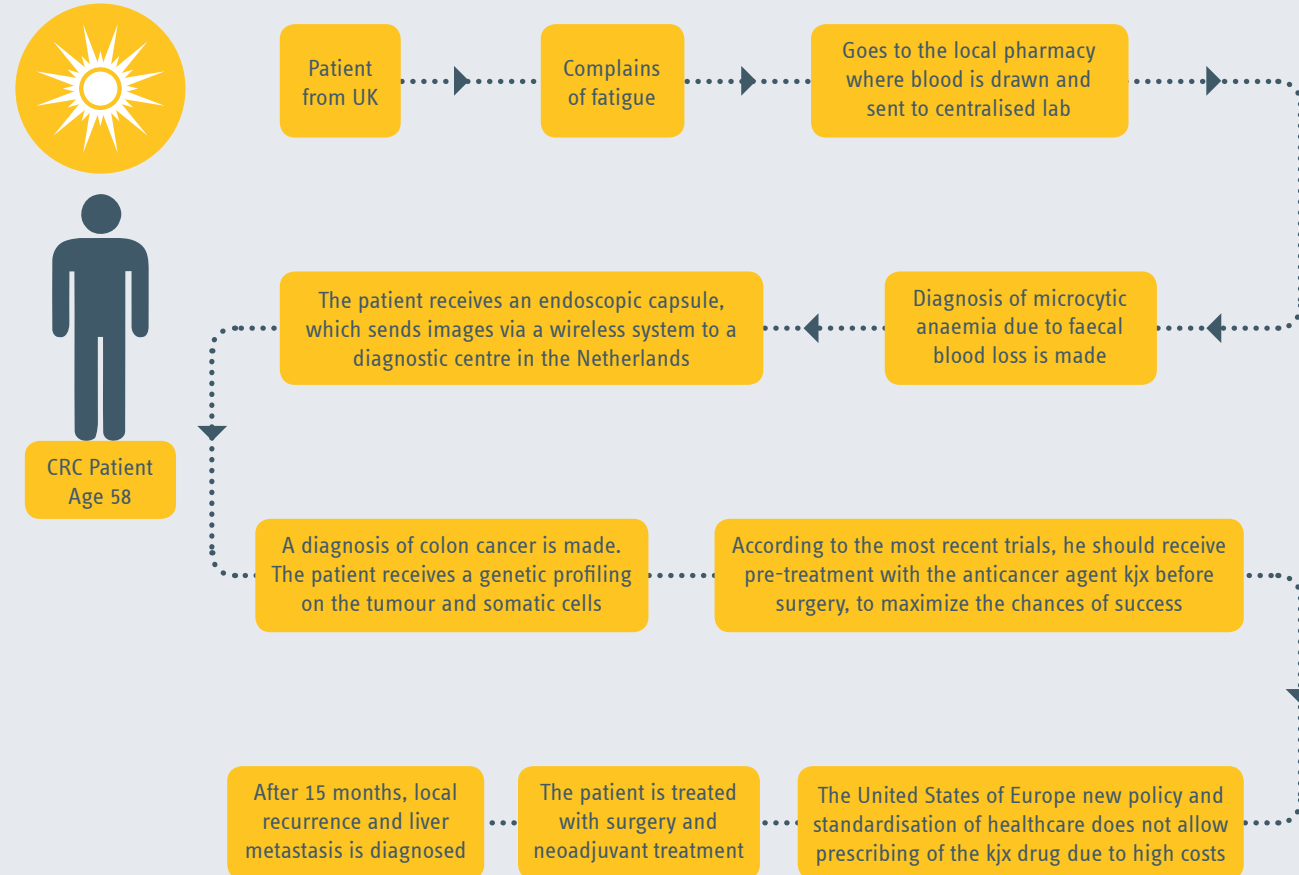 Patient
from UK
Complains
of fatigue
Goes to the local pharmacy
where blood is drawn and
sent to centralised lab
Diagnosis of microcytic
anaemia due to faecal
blood loss is made
The patient receives an endoscopic capsule,
which sends images via a wireless system to a
diagnostic centre in the Netherlands
CRC Patient
Age 58
A diagnosis of colon cancer is made.
The patient receives a genetic profiling
on the tumour and somatic cells
According to the most recent trials, he should receive
pre-treatment with the anticancer agent kjx before
surgery, to maximize the chances of success
The United States of Europe new policy and
standardisation of healthcare does not allow
prescribing of the kjx drug due to high costs
The patient is treated
with surgery and
neoadjuvant treatment
After 15 months, local
recurrence and liver
metastasis is diagnosed